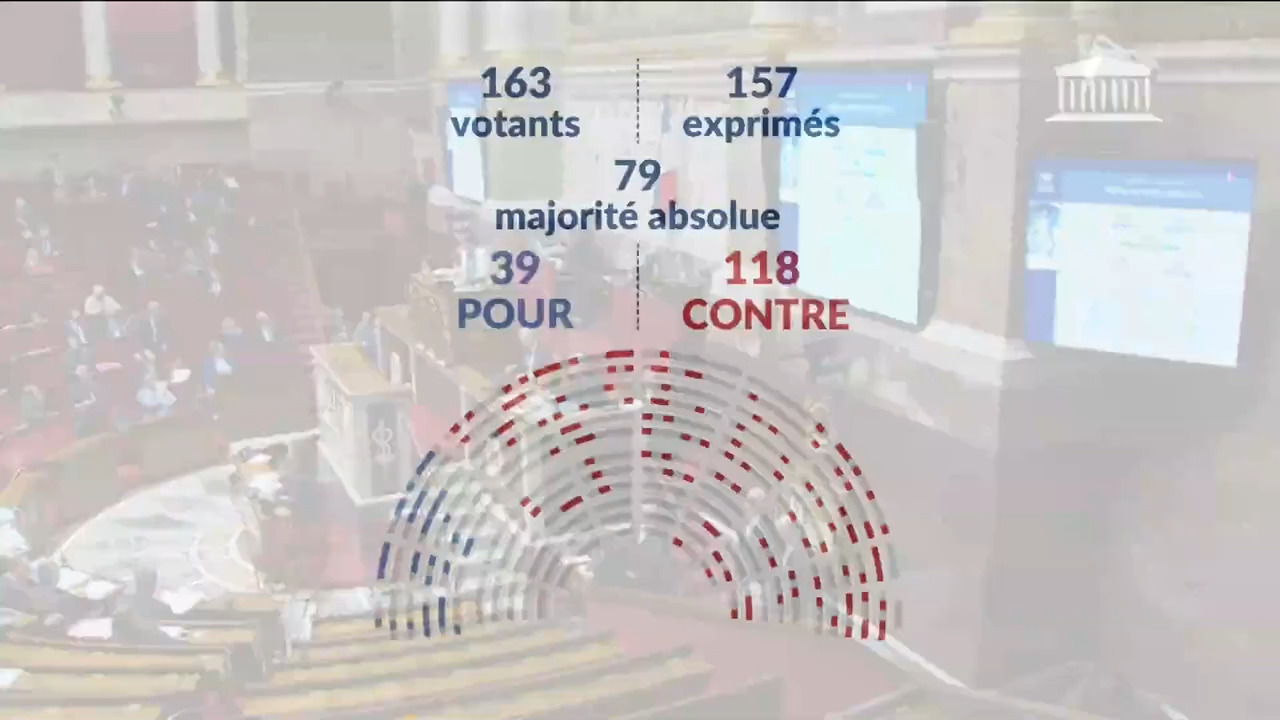 163
votants
157
exprimés
79
majorité absolue
39
POUR
118
CONTRE